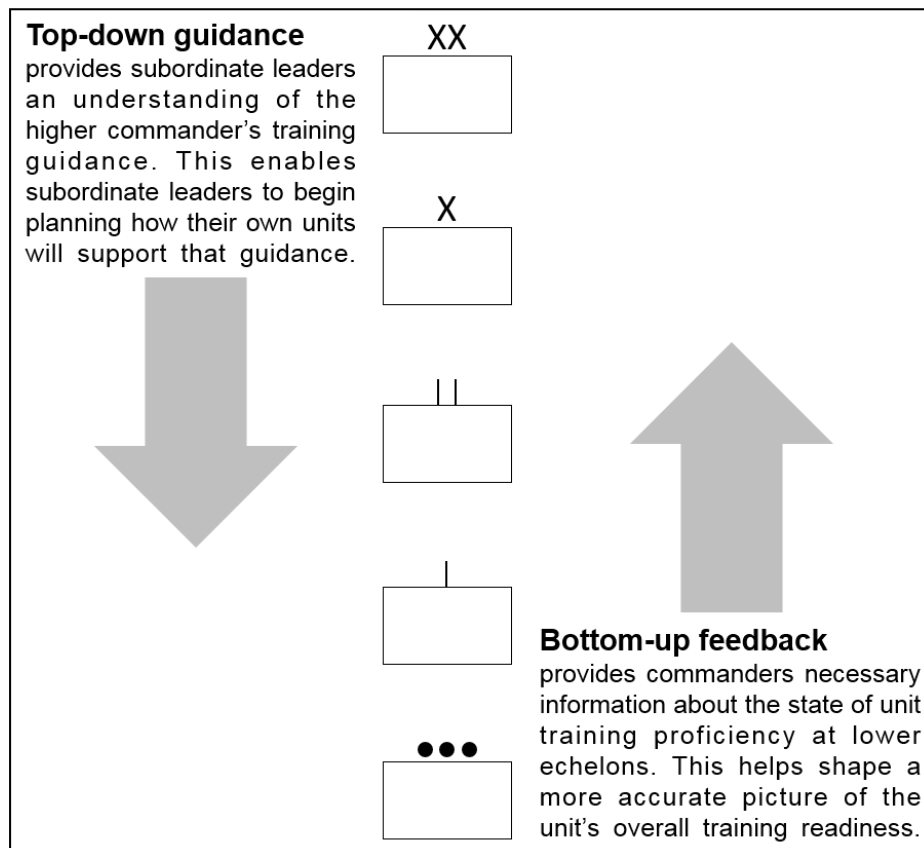 Top-down guidance
provides subordinate leaders
an understanding of the
higher commander's training
guidance. This enables
subordinate leaders to begin
planning how their own units
will support that guidance.
XX
X
||
|
●●●
Bottom-up feedback
provides commanders necessary
information about the state of unit
training proficiency at lower
echelons. This helps shape a
more accurate picture of the
unit's overall training readiness.